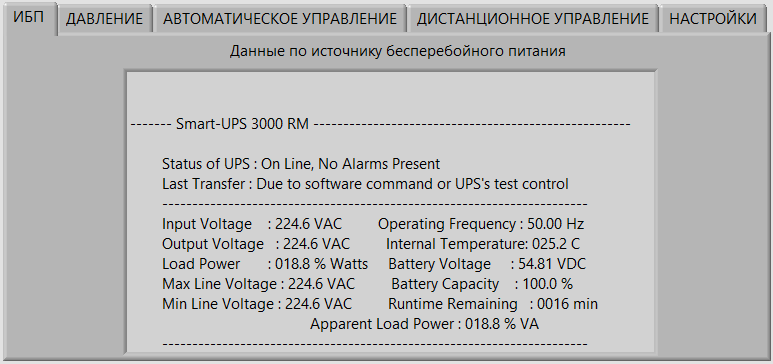 ИБП ДАВЛЕНИЕ АВТОМАТИЧЕСКОЕ УПРАВЛЕНИЕ ДИСТАНЦИОННОЕ УПРАВЛЕНИЕ НАСТРОЙКИ
Данные по источнику бесперебойного питания
------- Smart-UPS 3000 RM -----------------------------------------------------
Status of UPS : On Line, No Alarms Present
Last Transfer : Due to software command or UPS's test control
-----------------------------------------------------------------------
Input Voltage : 224.6 VAC Operating Frequency : 50.00 Hz
Output Voltage : 224.6 VAC Internal Temperature: 025.2 C
Load Power : 018.8 % Watts Battery Voltage : 54.81 VDC
Max Line Voltage : 224.6 VAC Battery Capacity : 100.0 %
Min Line Voltage : 224.6 VAC Runtime Remaining : 0016 min
Apparent Load Power : 018.8 % VA
-----------------------------------------------------------------------